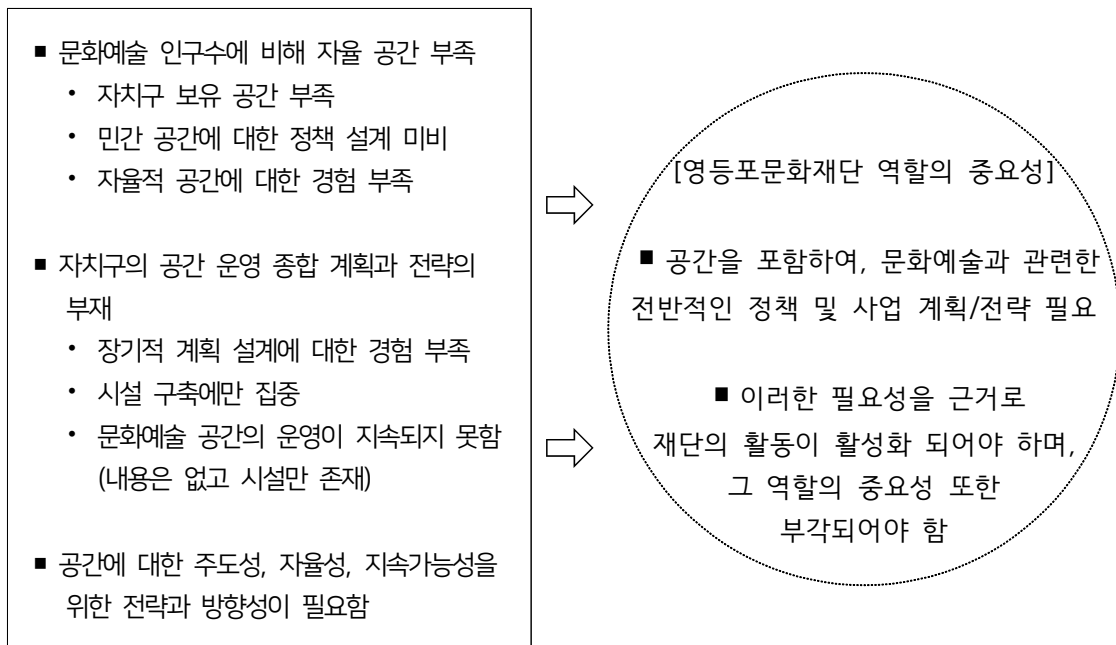 ■ 문화예술 인구수에 비해 자율 공간 부족
• 자치구 보유 공간 부족
• 민간 공간에 대한 정책 설계 미비
• 자율적 공간에 대한 경험 부족
■ 자치구의 공간 운영 종합 계획과 전략의
부재
• 장기적 계획 설계에 대한 경험 부족
• 시설 구축에만 집중
• 문화예술 공간의 운영이 지속되지 못함
(내용은 없고 시설만 존재)
■ 공간에 대한 주도성, 자율성, 지속가능성을
위한 전략과 방향성이 필요함
[영등포문화재단 역할의 중요성]
■ 공간을 포함하여, 문화예술과 관련한
전반적인 정책 및 사업 계획/전략 필요
■ 이러한 필요성을 근거로
재단의 활동이 활성화 되어야 하며,
그 역할의 중요성 또한
부각되어야 함